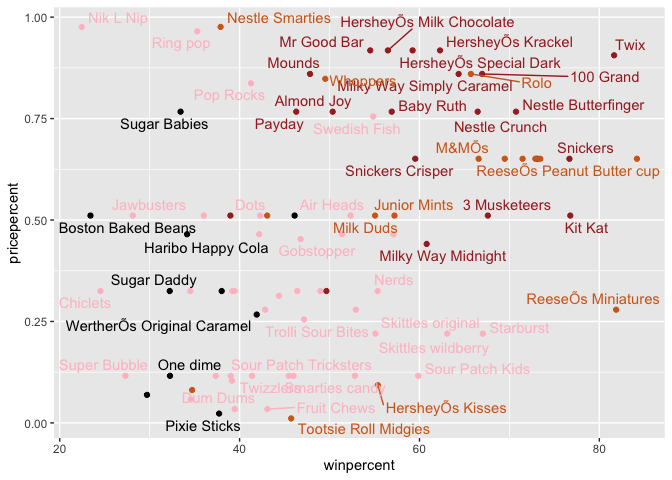 1.00
0.75
0.50
0.25
0.00
pricepercent
Nik L Nip
Nestle Smarties
HersheyÕs Milk Chocolate
Ring pop
Mr Good Bar
HersheyÕs Krackel
Twix
Mounds
HersheyÕs Special Dark
100 Grand
Whoppers
Rolo
Milky Way Simply Caramel
Pop Rocks
Almond Joy
Baby Ruth
Nestle Butterfinger
Sugar Babies
Payday
Swedish Fish
Nestle Crunch
M&MÕs
Snickers
Snickers Crisper
ReeseÕs Peanut Butter cup
Jawbusters
Dots
Air Heads
Junior Mints
3 Musketeers
Boston Baked Beans
Milk Duds
Kit Kat
Haribo Happy Cola
Gobstopper
Milky Way Midnight
Sugar Daddy
Nerds
Chiclets
ReeseÕs Miniatures
WertherÕs Original Caramel
Trolli Sour Bites
Skittles original
Starburst
Skittles wildberry
Super Bubble
One dime
Sour Patch Tricksters
Sour Patch Kids
Twizzlers
Smarties candy
Dum Dums
Fruit Chews
HersheyÕs Kisses
Pixie Sticks
Tootsie Roll Midgies
20
40
60
80
winpercent